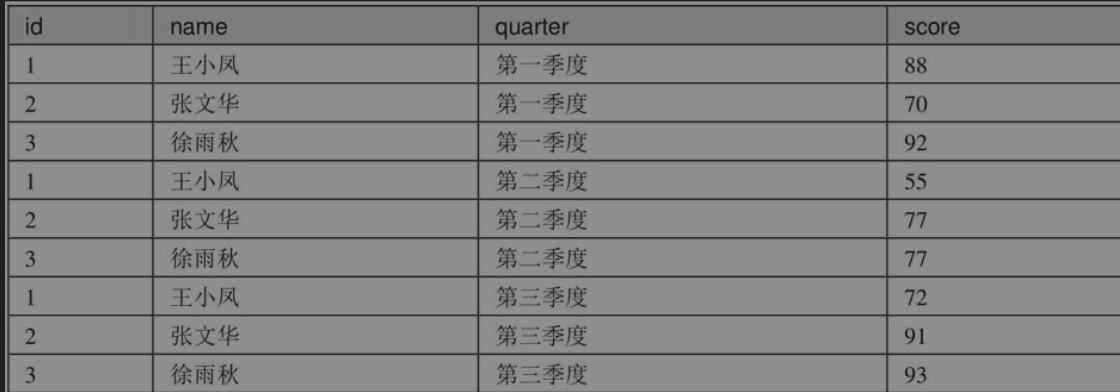 id name quarter score
1 王小凤 第一季度 88
2 张文华 第一季度 70
3 徐雨秋 第一季度 92
1 王小凤 第二季度 55
2 张文华 第二季度 77
3 徐雨秋 第二季度 77
1 王小凤 第三季度 72
2 张文华 第三季度 91
3 徐雨秋 第三季度 93